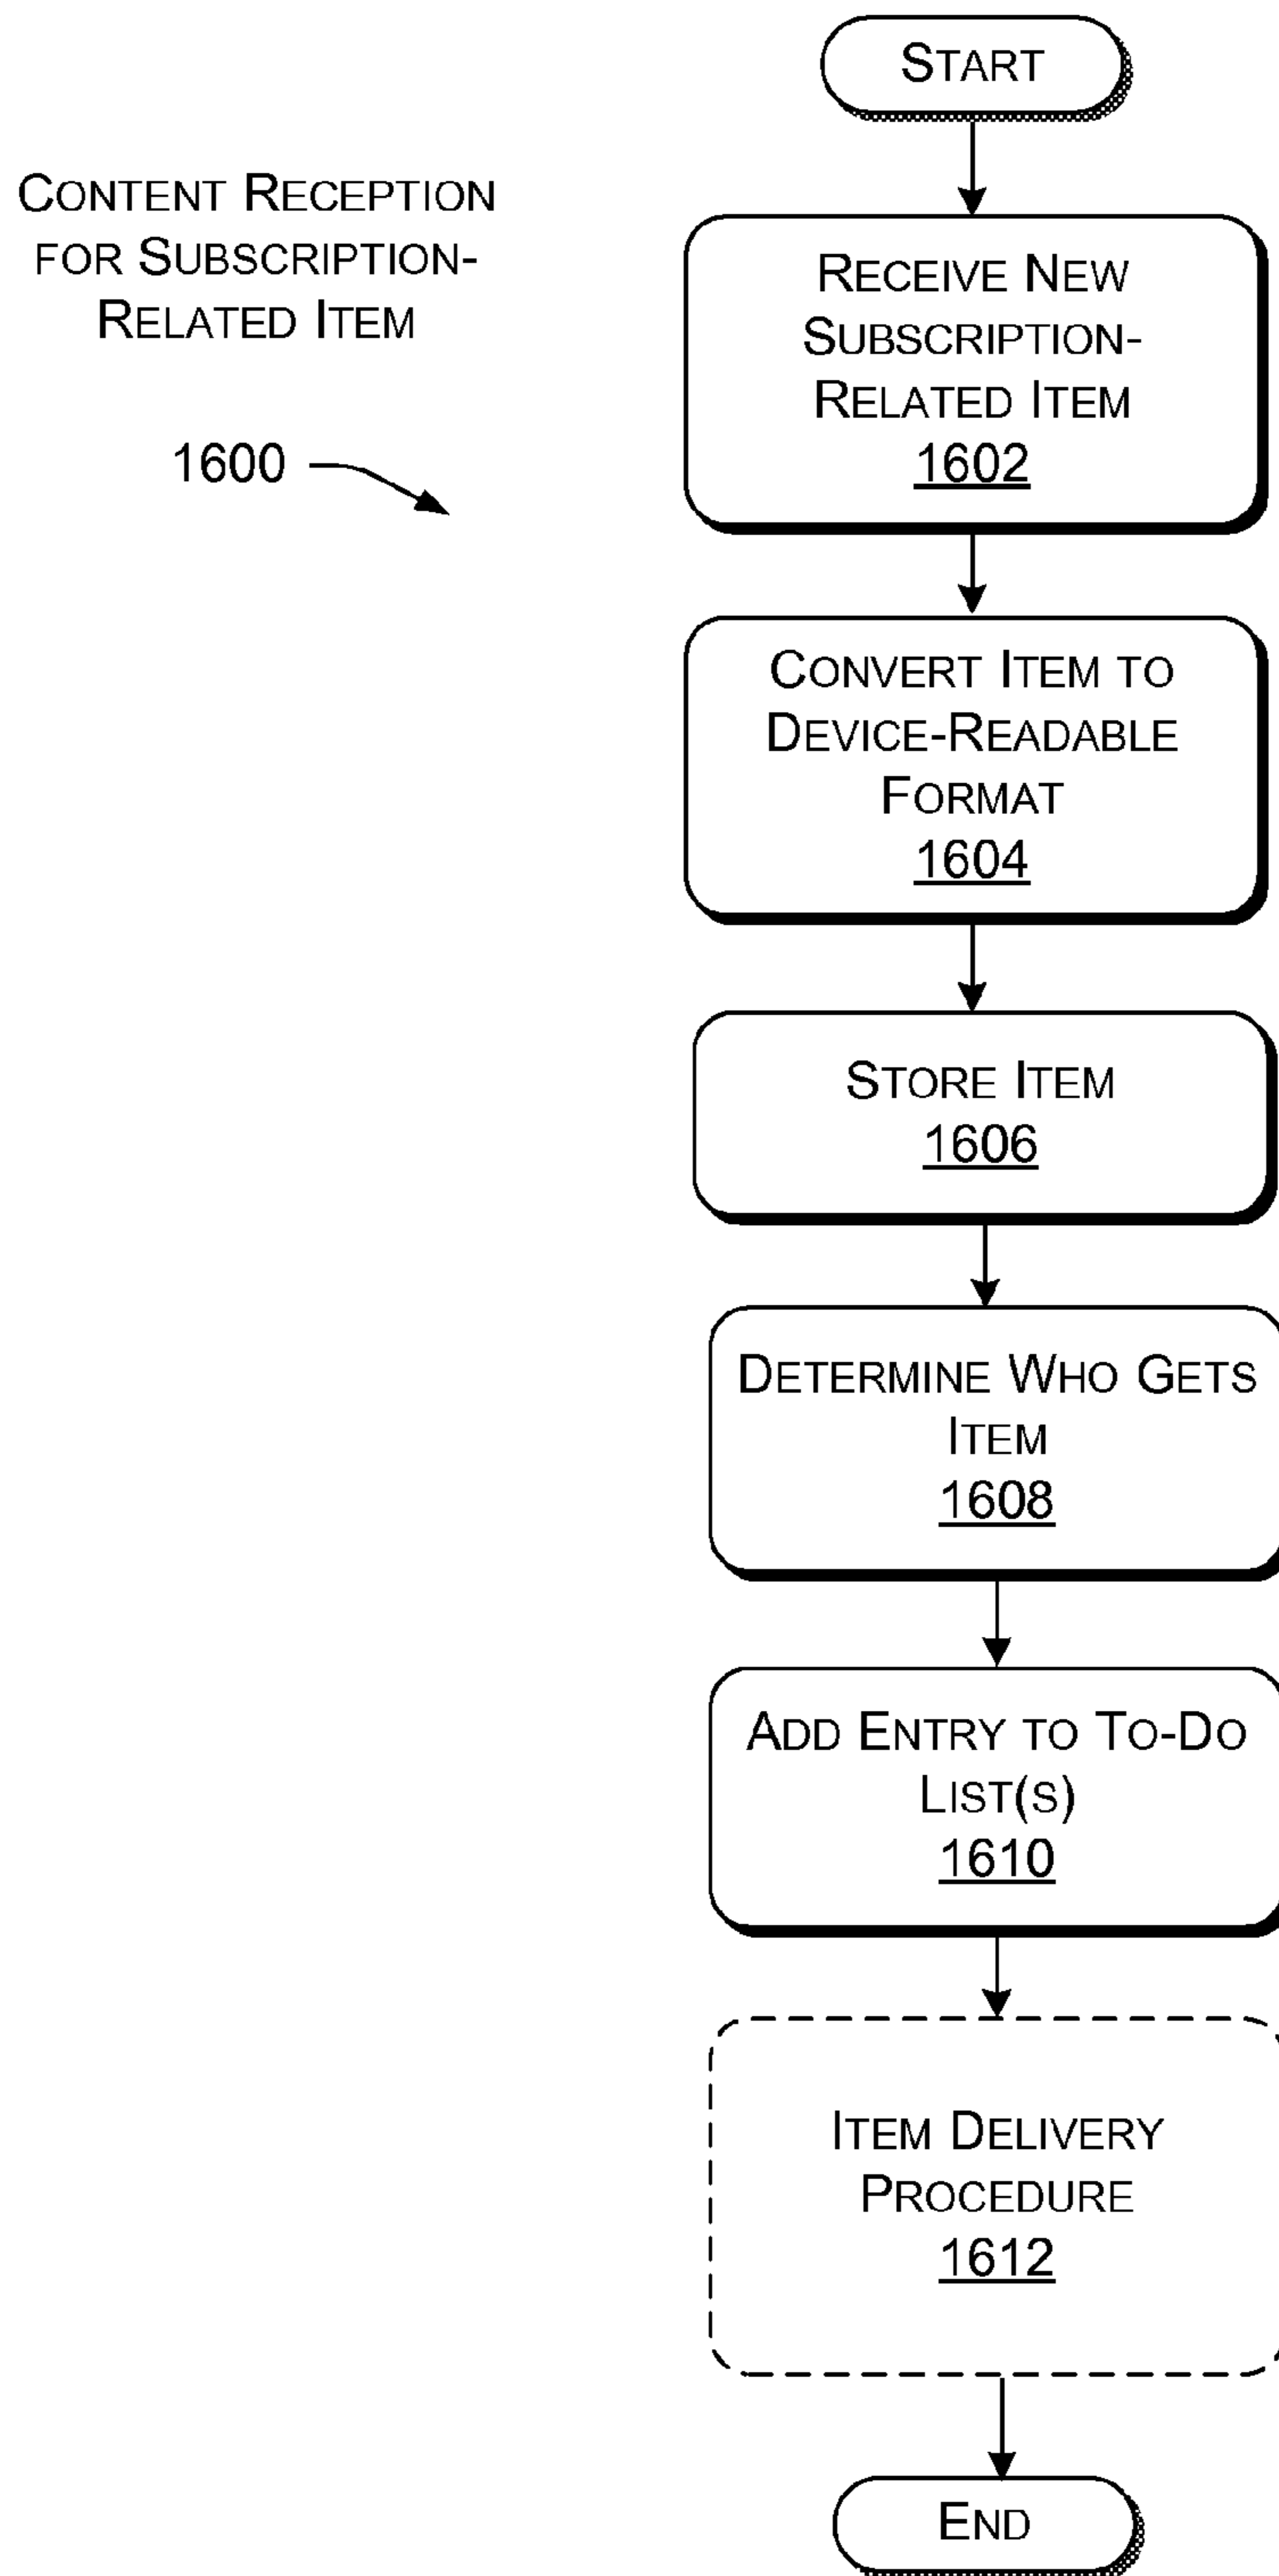 START
CONTENT RECEPTION
FOR SUBSCRIPTION-
RELATED ITEM
1600
RECEIVE NEW
SUBSCRIPTION-
RELATED ITEM
1602
CONVERT ITEM TO
DEVICE-READABLE
FORMAT
1604
STORE ITEM
1606
DETERMINE WHO GETS
ITEM
1608
ADD ENTRY TO TO-DO
LIST(S)
1610
ITEM DELIVERY
PROCEDURE
1612
END